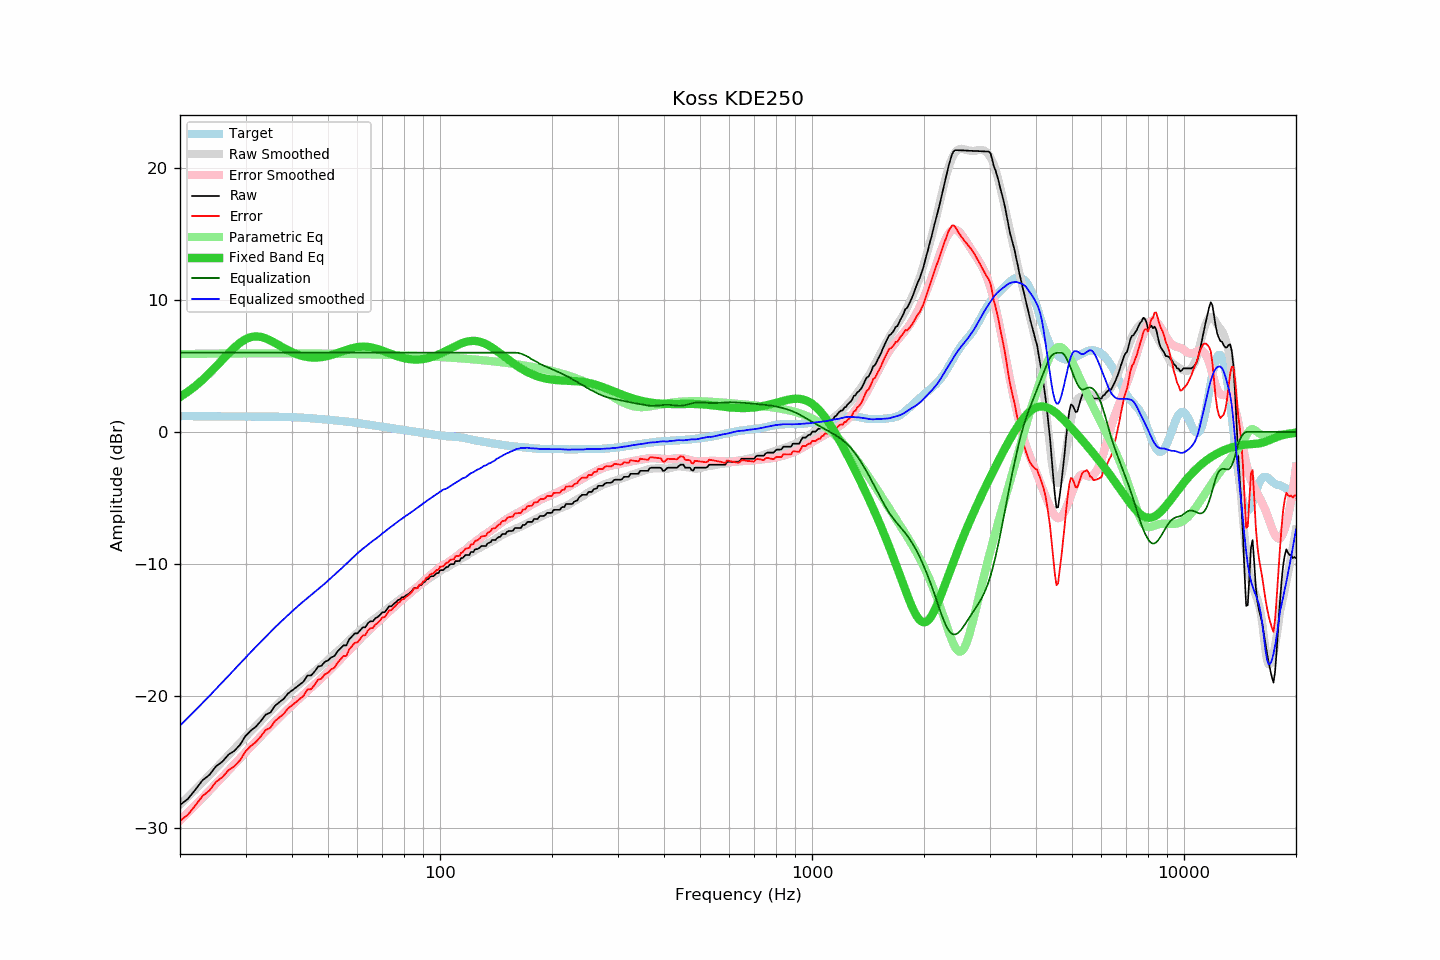 Koss KDE250
Target
Raw Smoothed
Error Smoothed
Raw
Error
Parametric Eq
Fixed Band Eq
Equalization
Equalized smoothed
Amplitude (dBr)
20
10
0
−10
−20
−30
100
1000
10000
Frequency (Hz)